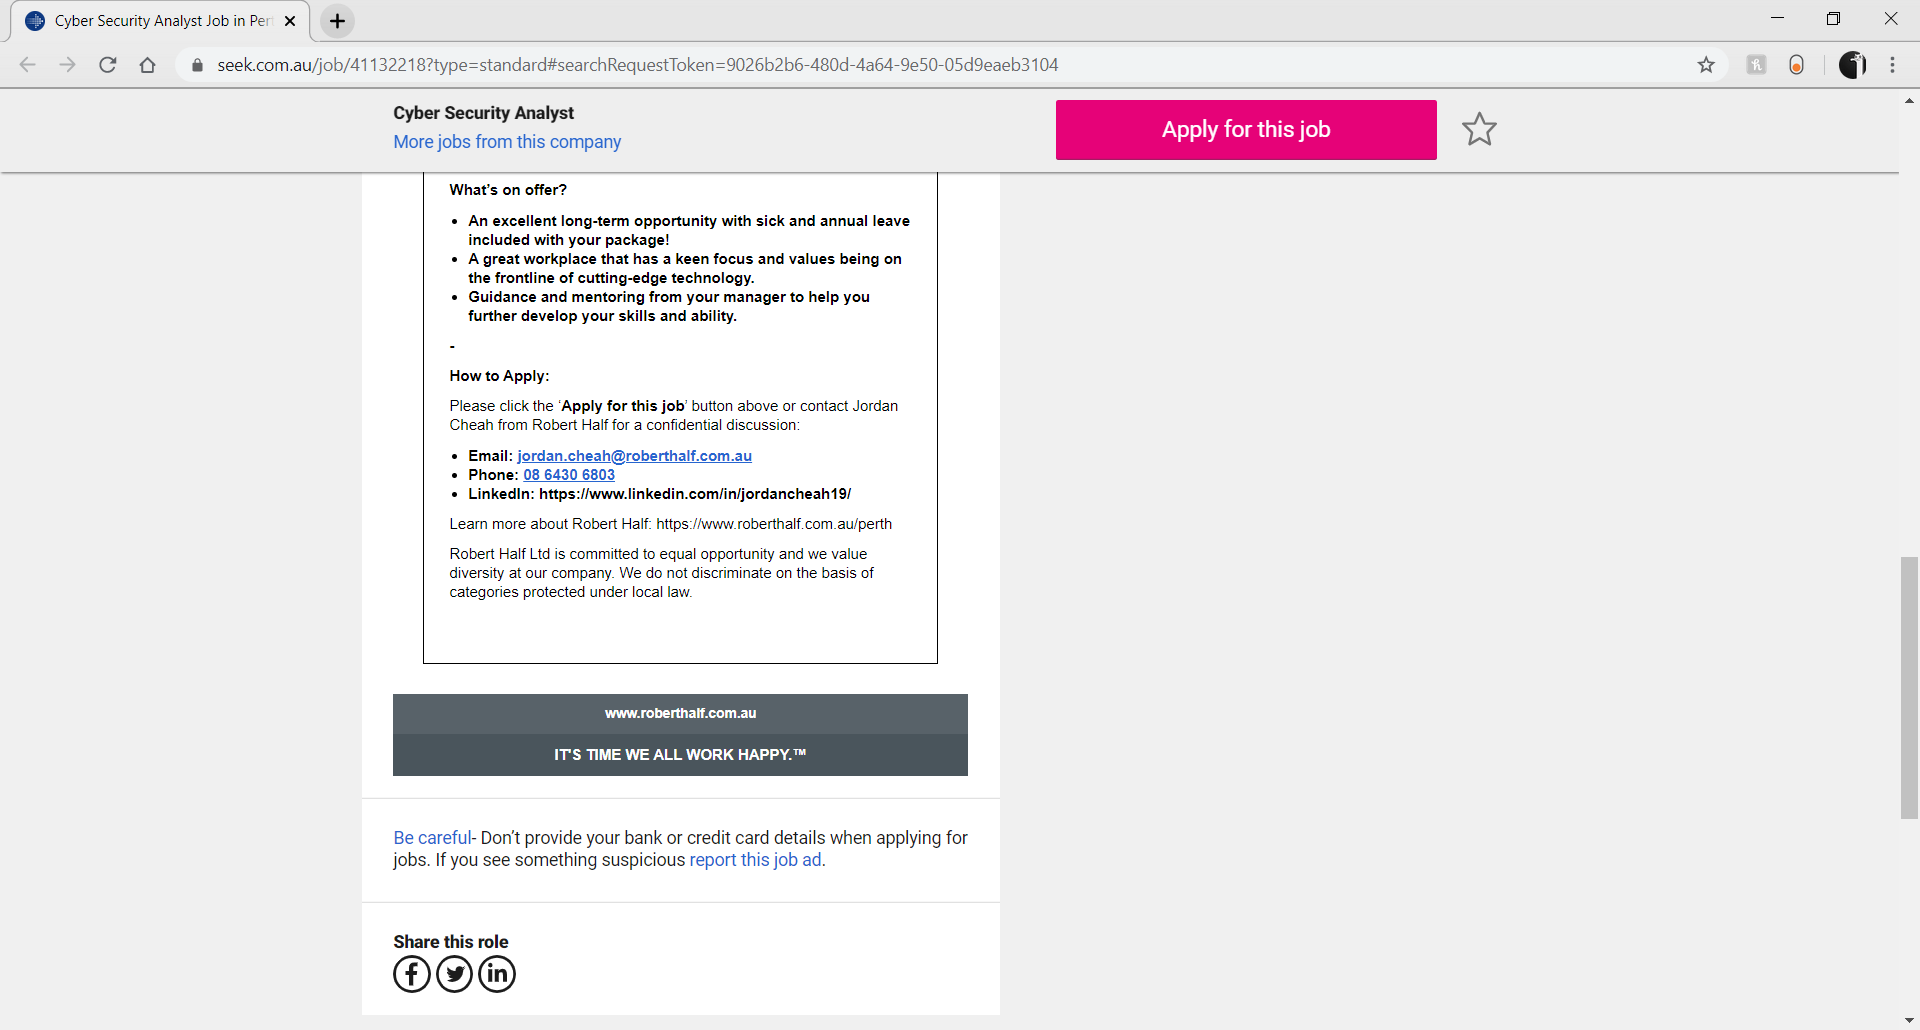 Cyber Security Analyst Job in Per
seek.com.au/job/41132218?type=standard#searchRequestToken=9026b2b6-480d-4a64-9e50-05d9eaeb3104
Cyber Security Analyst
More jobs from this company
Apply for this job
What's on offer?
• An excellent long-term opportunity with sick and annual leave
included with your package!
• A great workplace that has a keen focus and values being on
the frontline of cutting-edge technology.
• Guidance and mentoring from your manager to help you
further develop your skills and ability.
-
How to Apply:
Please click the ‘Apply for this job’ button above or contact Jordan
Cheah from Robert Half for a confidential discussion:
• Email: jordan.cheah@roberthalf.com.au
• Phone: 08 6430 6803
• LinkedIn: https://www.linkedin.com/in/jordancheah19/
Learn more about Robert Half: https://www.roberthalf.com.au/perth
Robert Half Ltd is committed to equal opportunity and we value
diversity at our company. We do not discriminate on the basis of
categories protected under local law.
www.roberthalf.com.au
IT'S TIME WE ALL WORK HAPPY.™
Be careful- Don’t provide your bank or credit card details when applying for
jobs. If you see something suspicious report this job ad.
Share this role